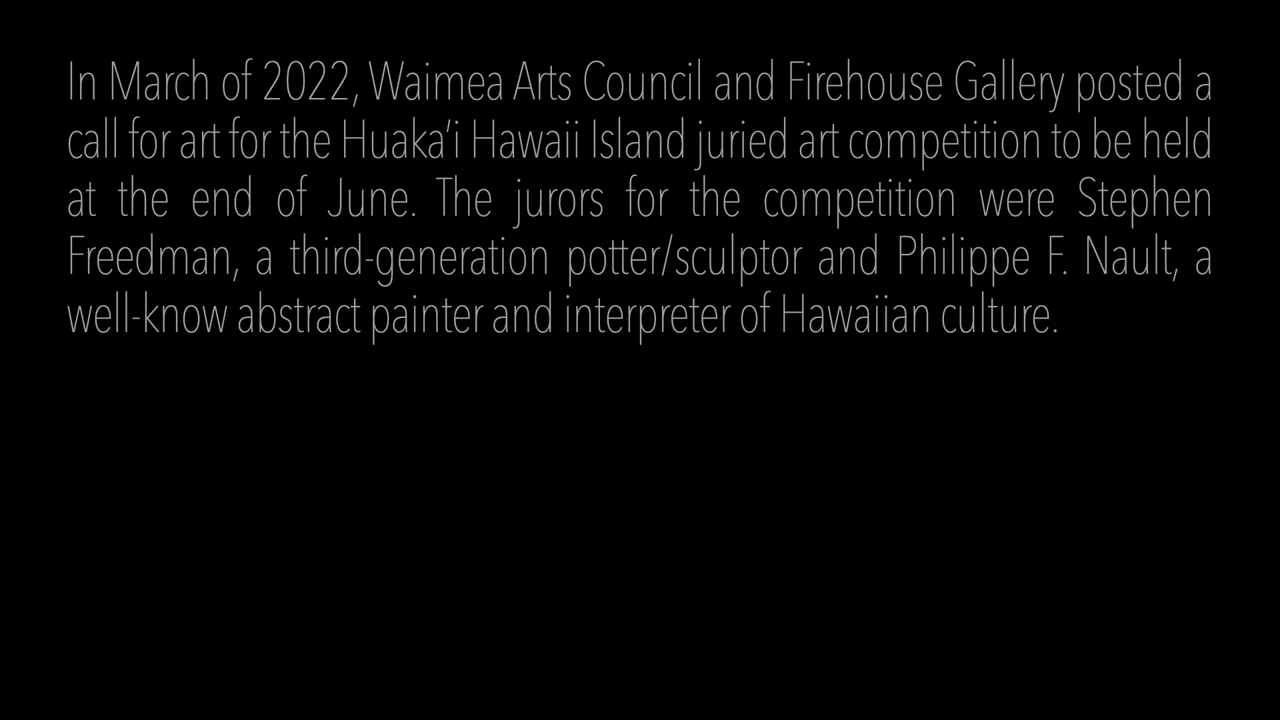 In March of 2022, Waimea Arts Council and Firehouse Gallery posted a
call for art for the Huaka‘i Hawaii Island juried art competition to be held
at the end of June. The jurors for the competition were Stephen
Freedman, a third-generation potter/sculptor and Philippe F. Nault, a
well-know abstract painter and interpreter of Hawaiian culture.